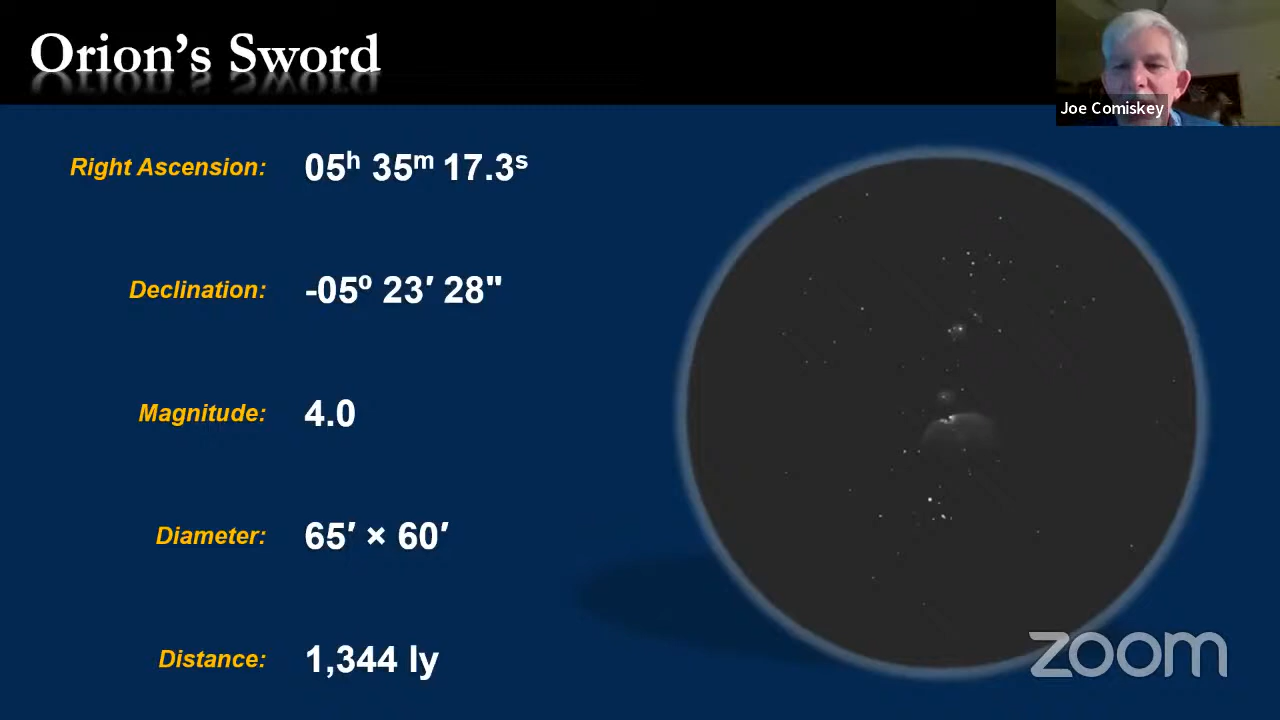 Orion's Sword
Joe Comiskey
Right Ascension: 05ʰ 35ᵐ 17.3ˢ
Declination: -05º 23′ 28"
Magnitude: 4.0
Diameter: 65′ × 60′
Distance: 1,344 ly
zoom